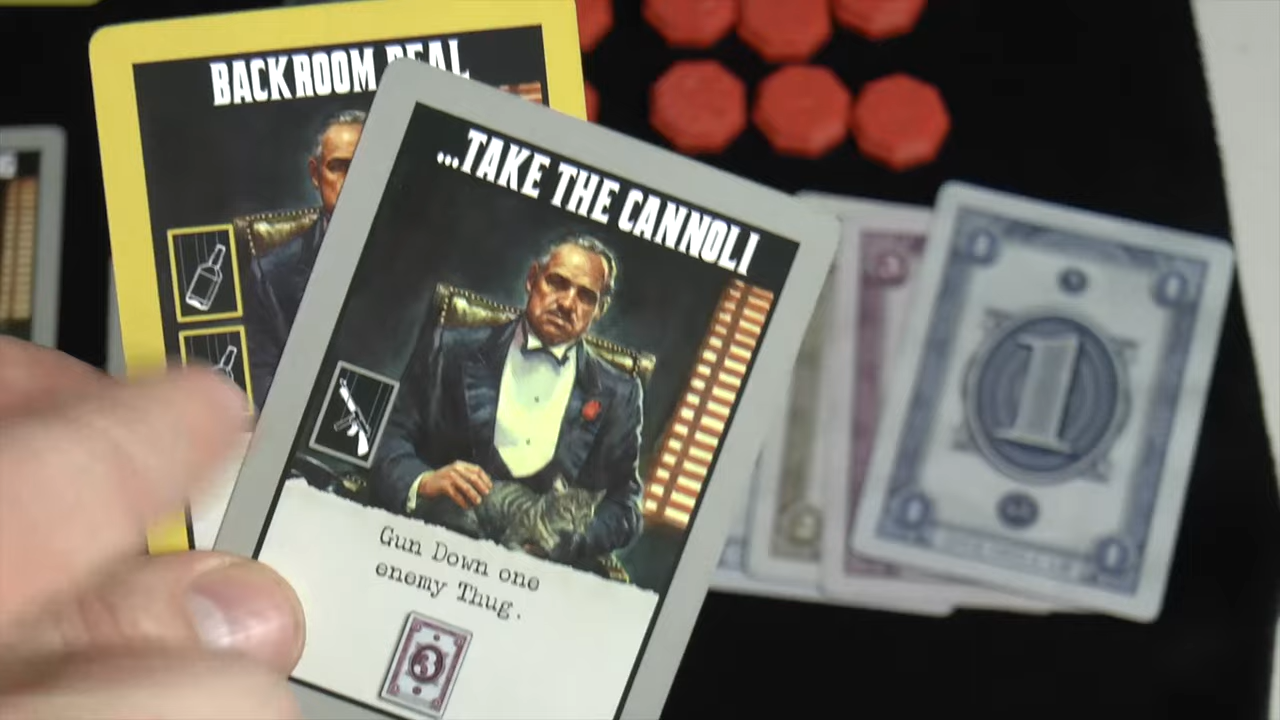 BACKROOM DEAL
...TAKE THE CANNOLI
Gun Down one
enemy Thug.
3
1